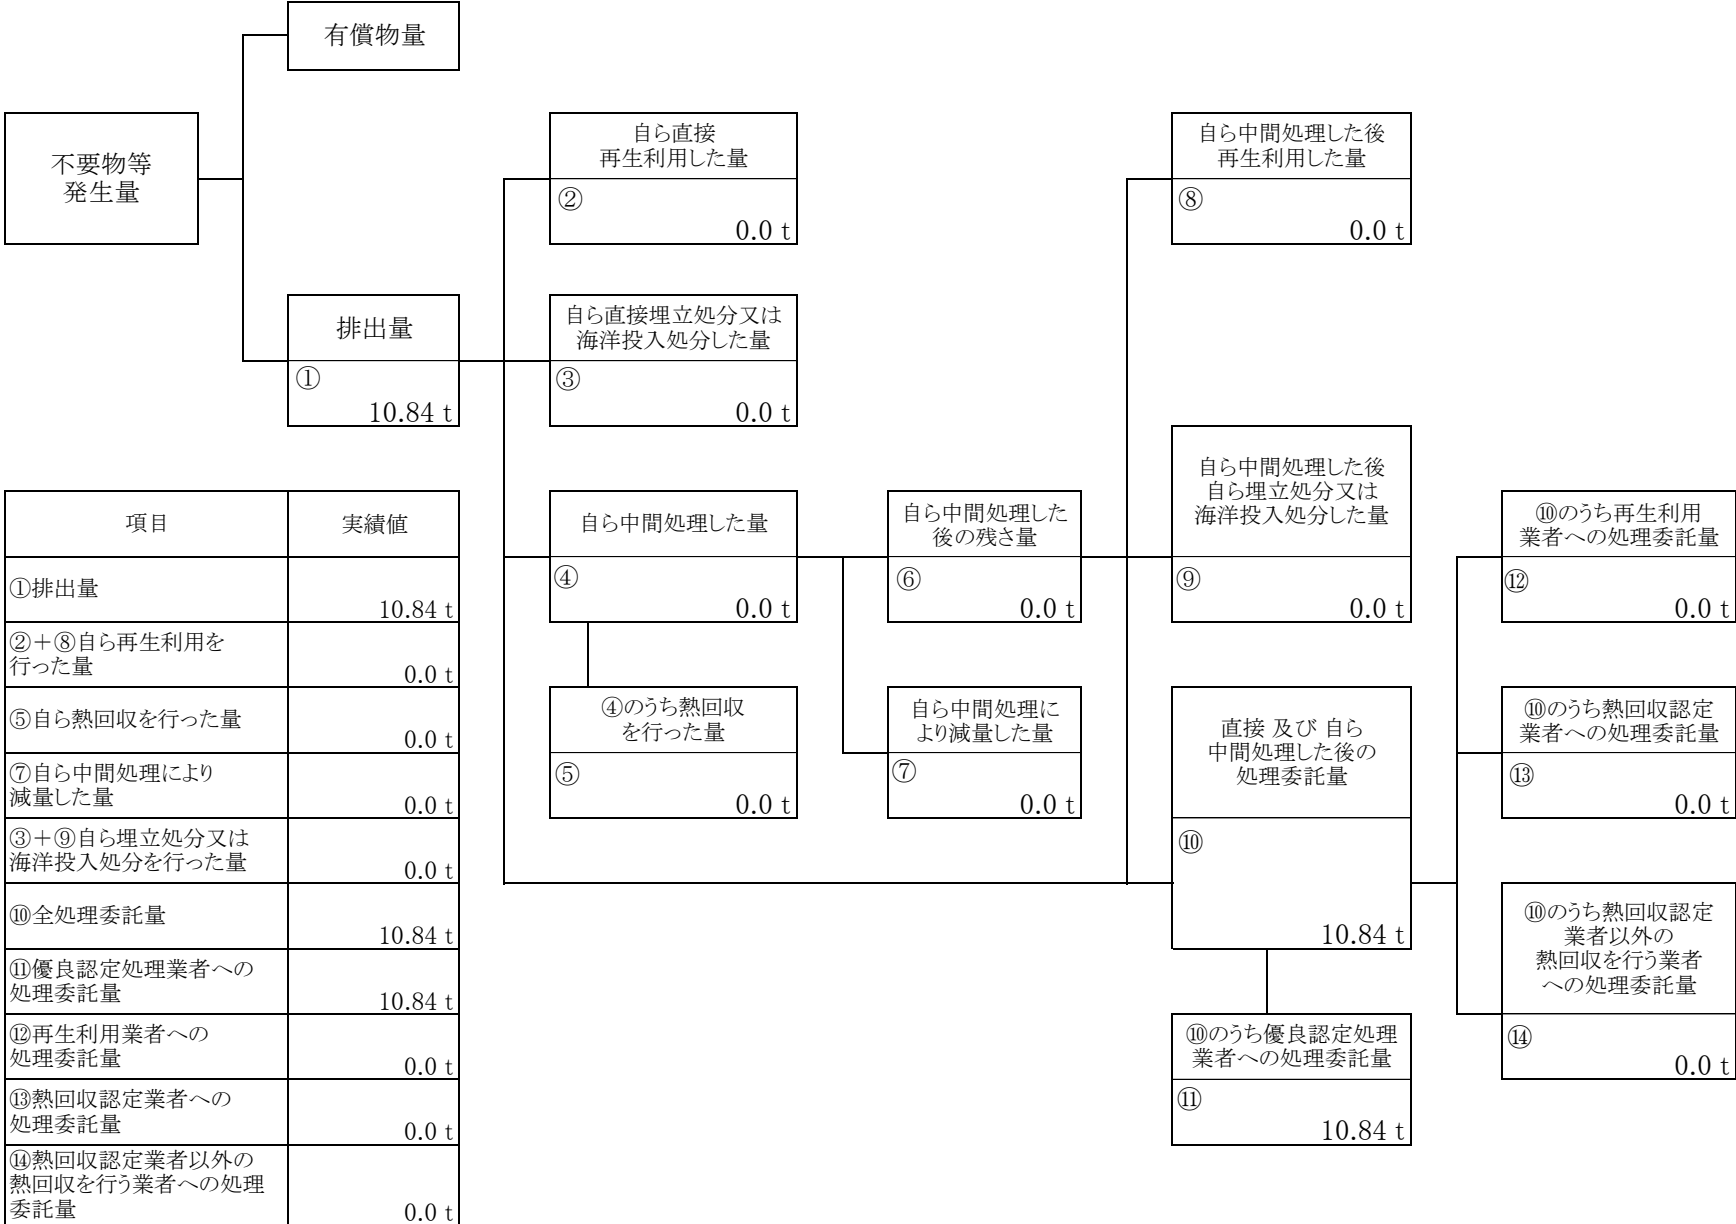 有償物量
不要物等
発生量
排出量
①
10.84 t
自ら直接
再生利用した量
②
0.0 t
自ら直接埋立処分又は
海洋投入処分した量
③
0.0 t
自ら中間処理した量
④
0.0 t
④のうち熱回収
を行った量
⑤
0.0 t
自ら中間処理した
後の残さ量
⑥
0.0 t
自ら中間処理に
より減量した量
⑦
0.0 t
自ら中間処理した後
再生利用した量
⑧
0.0 t
自ら中間処理した後
自ら埋立処分又は
海洋投入処分した量
⑨
0.0 t
直接 及び 自ら
中間処理した後の
処理委託量
⑩
10.84 t
⑩のうち優良認定処理
業者への処理委託量
⑪
10.84 t
⑩のうち再生利用
業者への処理委託量
⑫
0.0 t
⑩のうち熱回収認定
業者への処理委託量
⑬
0.0 t
⑩のうち熱回収認定
業者以外の
熱回収を行う業者
への処理委託量
⑭
0.0 t
項目 実績値
①排出量
10.84 t
②＋⑧自ら再生利用を
行った量
0.0 t
⑤自ら熱回収を行った量
0.0 t
⑦自ら中間処理により
減量した量
0.0 t
③＋⑨自ら埋立処分又は
海洋投入処分を行った量
0.0 t
⑩全処理委託量
10.84 t
⑪優良認定処理業者への
処理委託量
10.84 t
⑫再生利用業者への
処理委託量
0.0 t
⑬熱回収認定業者への
処理委託量
0.0 t
⑭熱回収認定業者以外の
熱回収を行う業者への処理
委託量
0.0 t